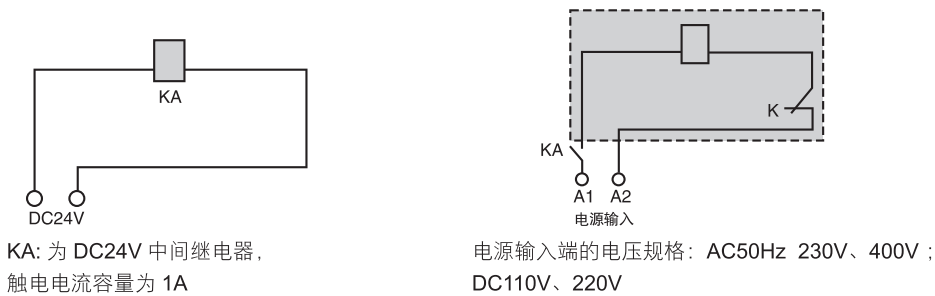 KA
DC24V
KA: 为 DC24V 中间继电器,
触电电流容量为 1A
K
KA
A1 A2
电源输入
电源输入端的电压规格: AC50Hz 230V、400V ;
DC110V、220V